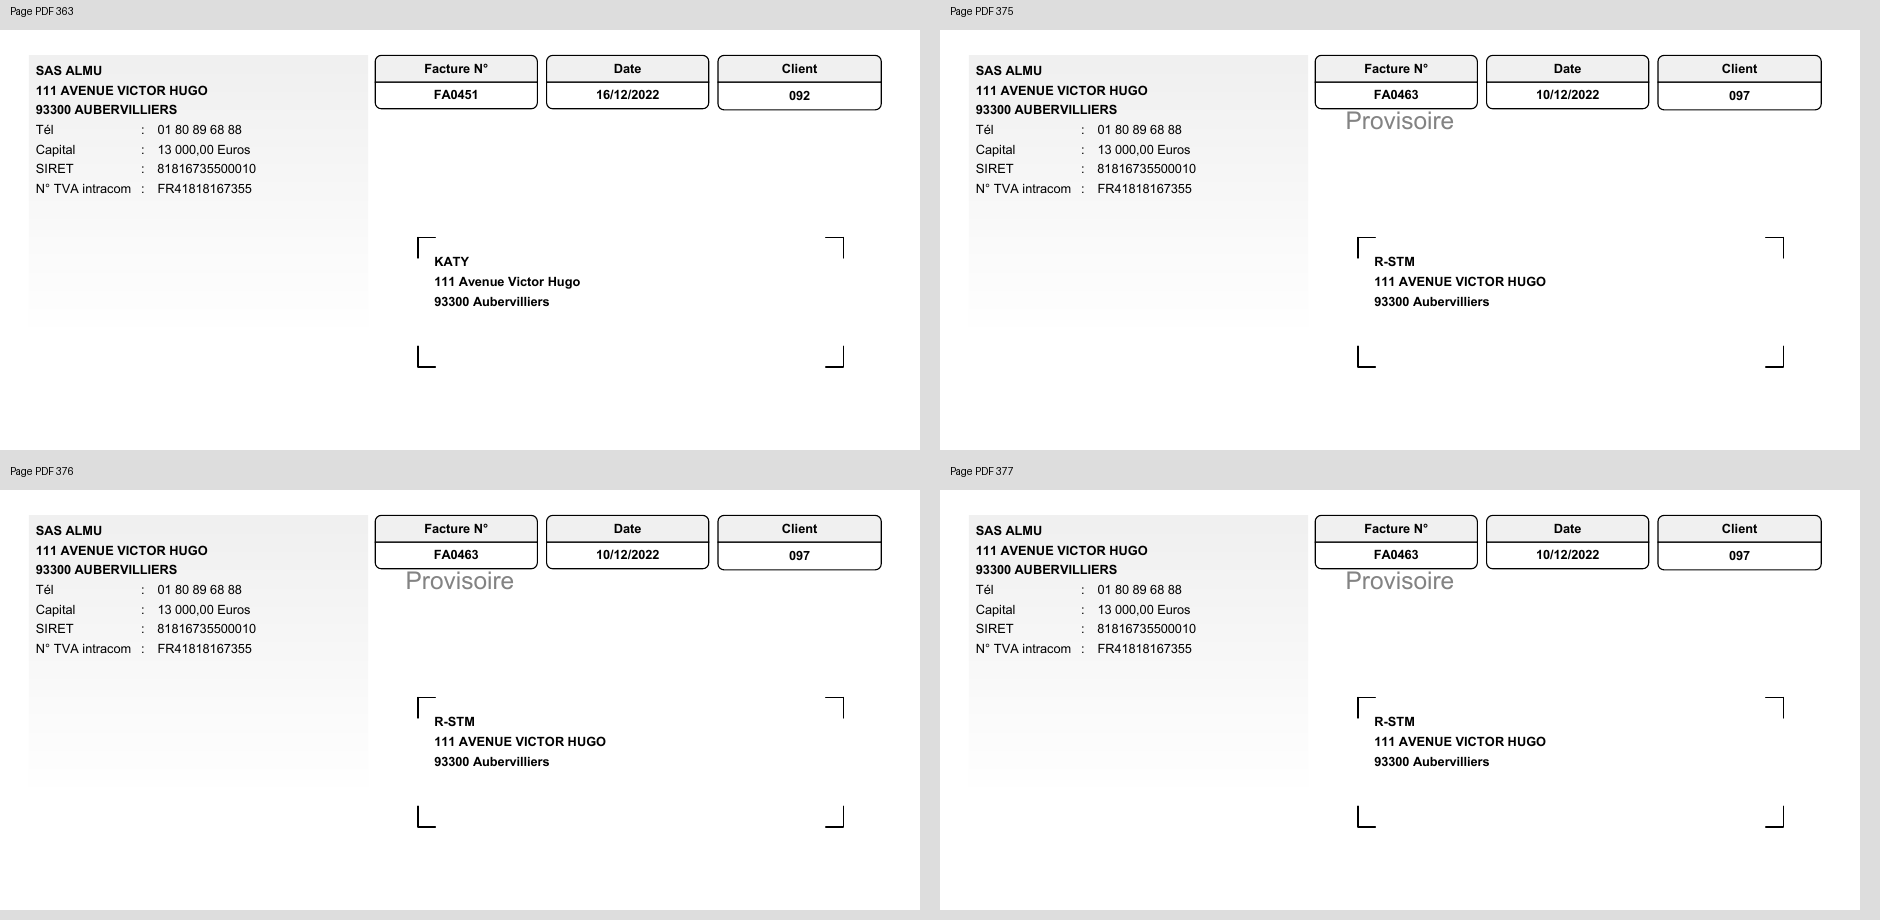 Page PDF 363
SAS ALMU
111 AVENUE VICTOR HUGO
93300 AUBERVILLIERS
Tél : 01 80 89 68 88
Capital : 13 000,00 Euros
SIRET : 81816735500010
N° TVA intracom : FR41818167355
Facture N° Date Client
FA0451 16/12/2022 092
KATY
111 Avenue Victor Hugo
93300 Aubervilliers
Page PDF 375
SAS ALMU
111 AVENUE VICTOR HUGO
93300 AUBERVILLIERS
Tél : 01 80 89 68 88
Capital : 13 000,00 Euros
SIRET : 81816735500010
N° TVA intracom : FR41818167355
Facture N° Date Client
FA0463 10/12/2022 097
Provisoire
R-STM
111 AVENUE VICTOR HUGO
93300 Aubervilliers
Page PDF 376
SAS ALMU
111 AVENUE VICTOR HUGO
93300 AUBERVILLIERS
Tél : 01 80 89 68 88
Capital : 13 000,00 Euros
SIRET : 81816735500010
N° TVA intracom : FR41818167355
Facture N° Date Client
FA0463 10/12/2022 097
Provisoire
R-STM
111 AVENUE VICTOR HUGO
93300 Aubervilliers
Page PDF 377
SAS ALMU
111 AVENUE VICTOR HUGO
93300 AUBERVILLIERS
Tél : 01 80 89 68 88
Capital : 13 000,00 Euros
SIRET : 81816735500010
N° TVA intracom : FR41818167355
Facture N° Date Client
FA0463 10/12/2022 097
Provisoire
R-STM
111 AVENUE VICTOR HUGO
93300 Aubervilliers